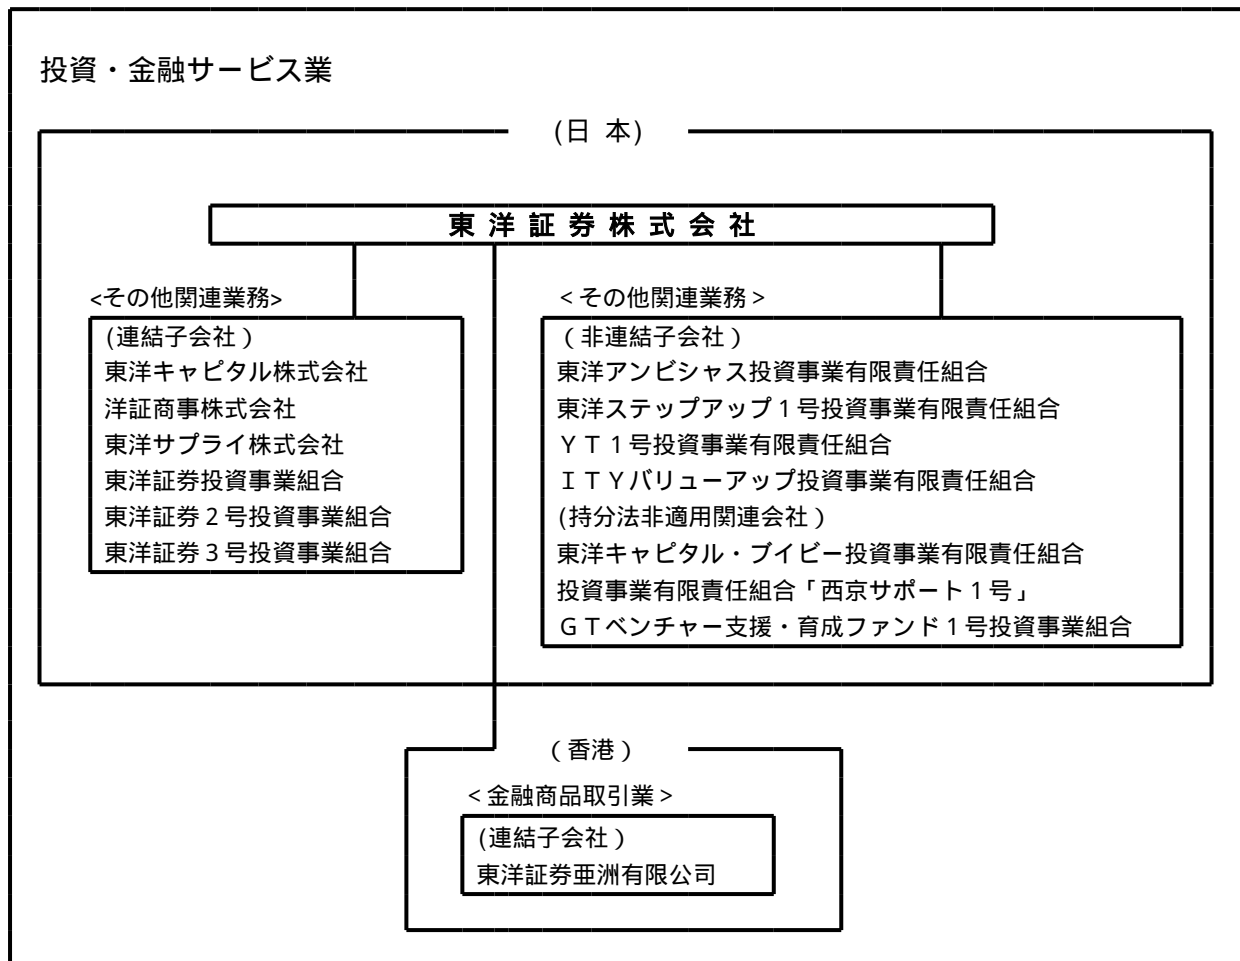 投資・金融サービス業
(日 本)
東 洋 証 券 株 式 会 社
<その他関連業務>
(連結子会社）
東洋キャピタル株式会社
洋証商事株式会社
東洋サプライ株式会社
東洋証券投資事業組合
東洋証券２号投資事業組合
東洋証券３号投資事業組合
＜その他関連業務＞
（非連結子会社）
東洋アンビシャス投資事業有限責任組合
東洋ステップアップ１号投資事業有限責任組合
ＹＴ１号投資事業有限責任組合
ＩＴＹバリューアップ投資事業有限責任組合
(持分法非適用関連会社）
東洋キャピタル・ブイビー投資事業有限責任組合
投資事業有限責任組合「西京サポート１号」
ＧＴベンチャー支援・育成ファンド１号投資事業組合
（香港）
＜金融商品取引業＞
(連結子会社）
東洋証券亜洲有限公司